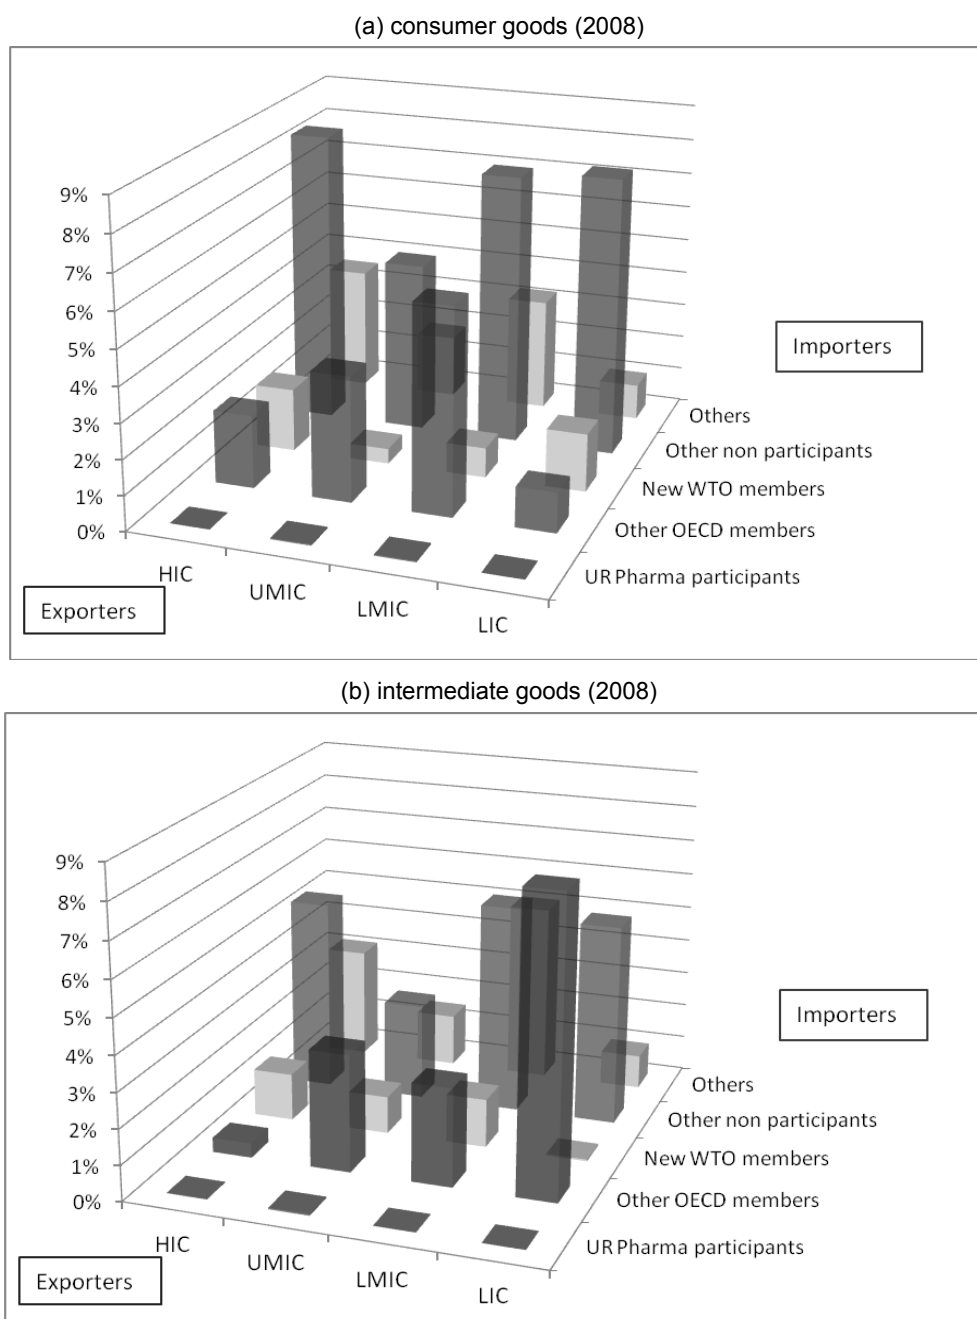 (a) consumer goods (2008)
9%
8%
7%
6%
5%
4%
3%
2%
1%
0%
HIC
UMIC
LMIC
LIC
Exporters
Importers
Others
Other non participants
New WTO members
Other OECD members
UR Pharma participants
(b) intermediate goods (2008)
9%
8%
7%
6%
5%
4%
3%
2%
1%
0%
HIC
UMIC
LMIC
LIC
Exporters
Importers
Others
Other non participants
New WTO members
Other OECD members
UR Pharma participants